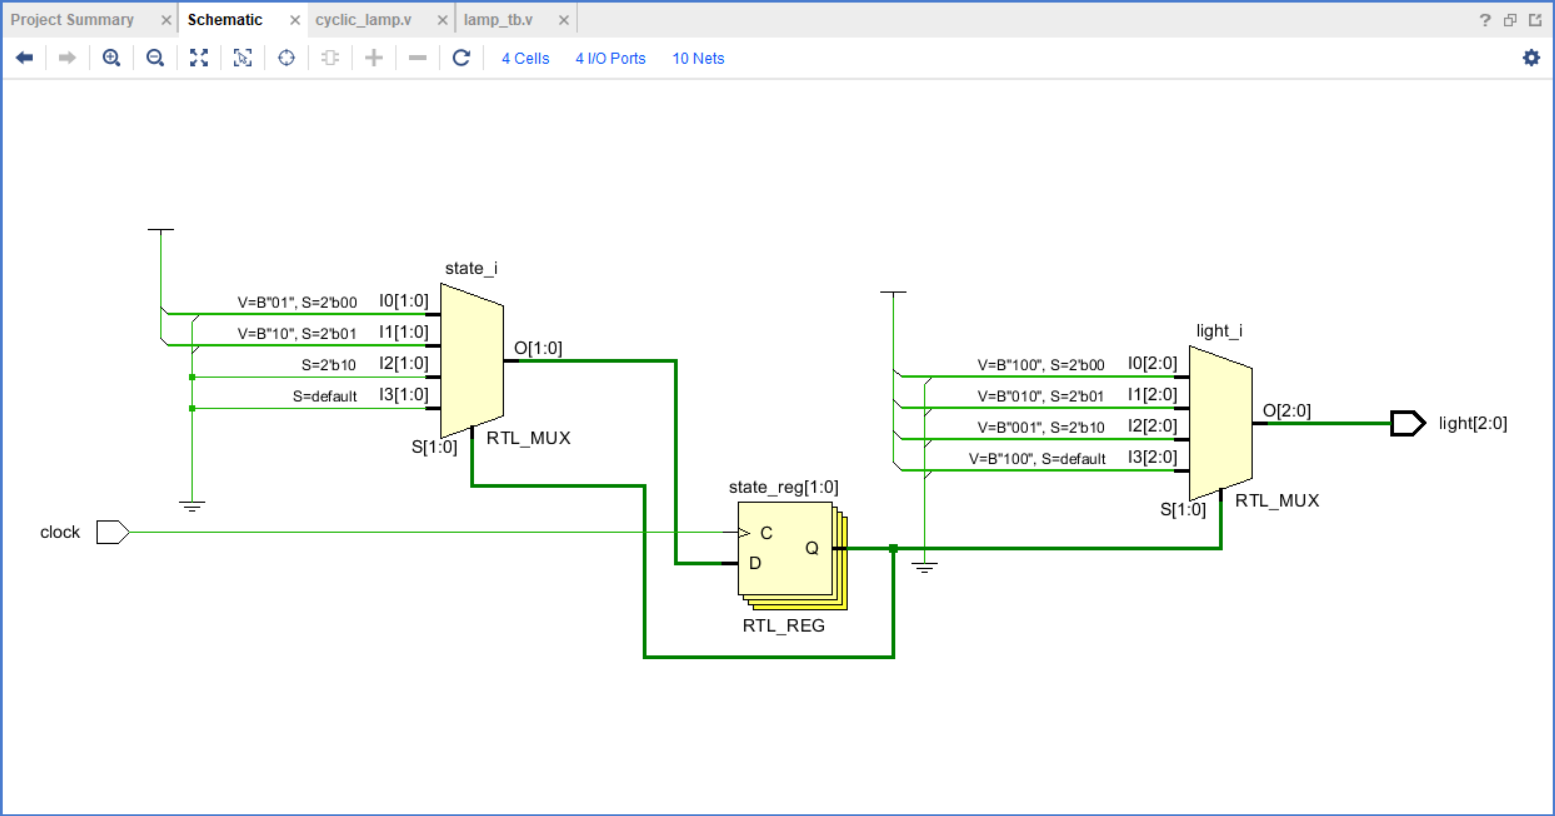 Project Summary
Schematic
cyclic_lamp.v
lamp_tb.v
?
4 Cells
4 I/O Ports
10 Nets
state_i
V=B"01", S=2'b00
I0[1:0]
V=B"10", S=2'b01
I1[1:0]
S=2'b10
I2[1:0]
S=default
I3[1:0]
O[1:0]
S[1:0]
RTL_MUX
clock
state_reg[1:0]
C
Q
D
RTL_REG
light_i
V=B"100", S=2'b00
I0[2:0]
V=B"010", S=2'b01
I1[2:0]
V=B"001", S=2'b10
I2[2:0]
V=B"100", S=default
I3[2:0]
O[2:0]
S[1:0]
RTL_MUX
light[2:0]